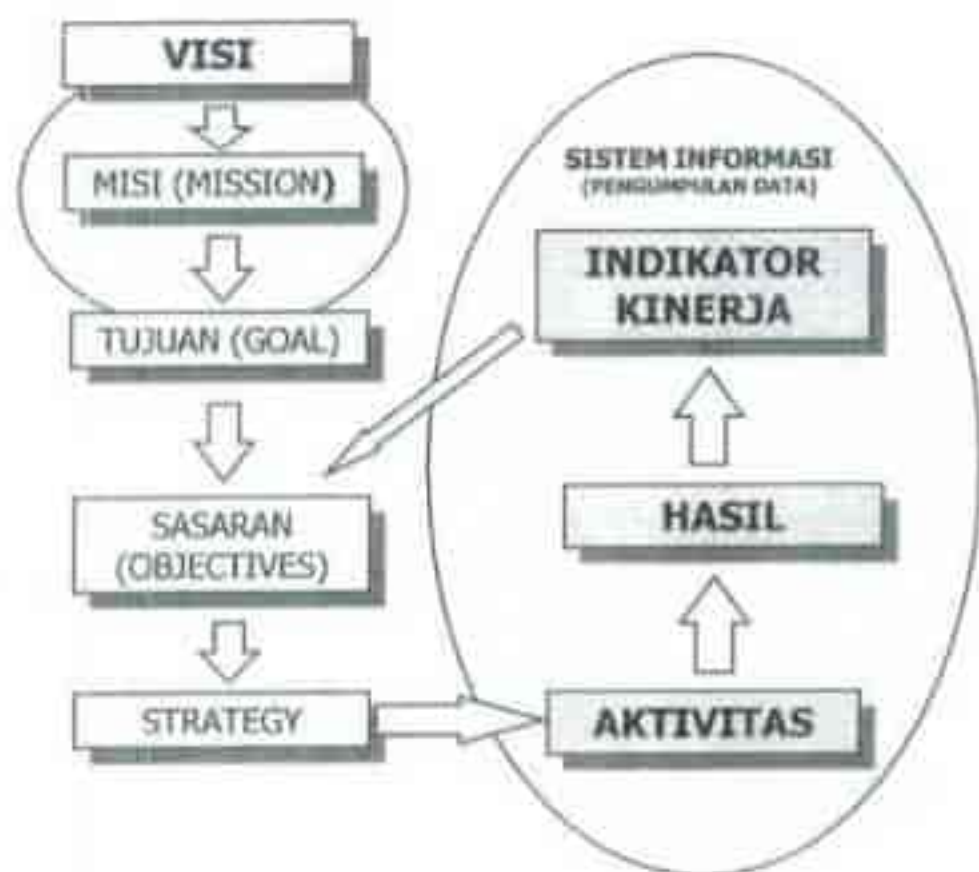 VISI
MISI (MISSION)
TUJUAN (GOAL)
SASARAN
(OBJECTIVES)
STRATEGY
SISTEM INFORMASI
(PENGUMPULAN DATA)
INDIKATOR
KINERJA
HASIL
AKTIVITAS